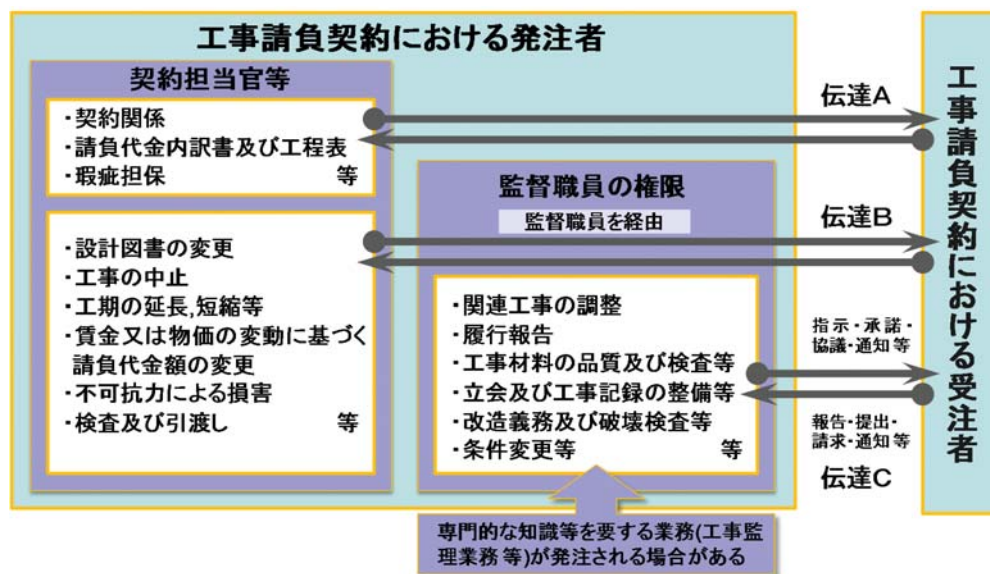 工事請負契約における発注者
契約担当官等
・契約関係
・請負代金内訳書及び工程表
・瑕疵担保 等
・設計図書の変更
・工事の中止
・工期の延長,短縮等
・賃金又は物価の変動に基づく
請負代金額の変更
・不可抗力による損害
・検査及び引渡し 等
監督職員の権限
監督職員を経由
・関連工事の調整
・履行報告
・工事材料の品質及び検査等
・立会及び工事記録の整備等
・改造義務及び破壊検査等
・条件変更等 等
専門的な知識等を要する業務(工事監
理業務 等)が発注される場合がある
伝達A
伝達B
指示・承諾・
協議・通知 等
報告・提出・
請求・通知 等
伝達C
工事請負契約における受注者